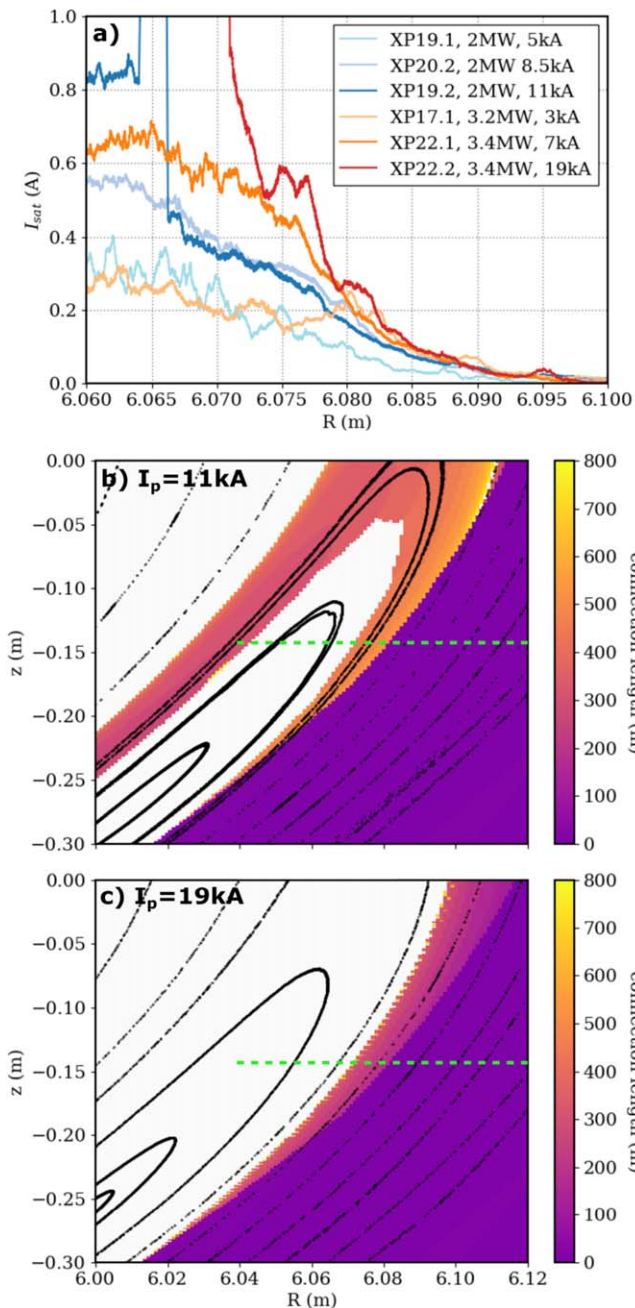 a)
XP19.1, 2MW, 5kA
XP20.2, 2MW 8.5kA
XP19.2, 2MW, 11kA
XP17.1, 3.2MW, 3kA
XP22.1, 3.4MW, 7kA
XP22.2, 3.4MW, 19kA
1.0
0.8
0.6
0.4
0.2
0.0
I_sat (A)
6.060 6.065 6.070 6.075 6.080 6.085 6.090 6.095 6.100
R (m)
b) I_p=11kA
0.00
−0.05
−0.10
−0.15
−0.20
−0.25
−0.30
z (m)
800
700
600
500
400
300
200
100
0
c) I_p=19kA
0.00
−0.05
−0.10
−0.15
−0.20
−0.25
−0.30
z (m)
6.00 6.02 6.04 6.06 6.08 6.10 6.12
R (m)
800
700
600
500
400
300
200
100
0